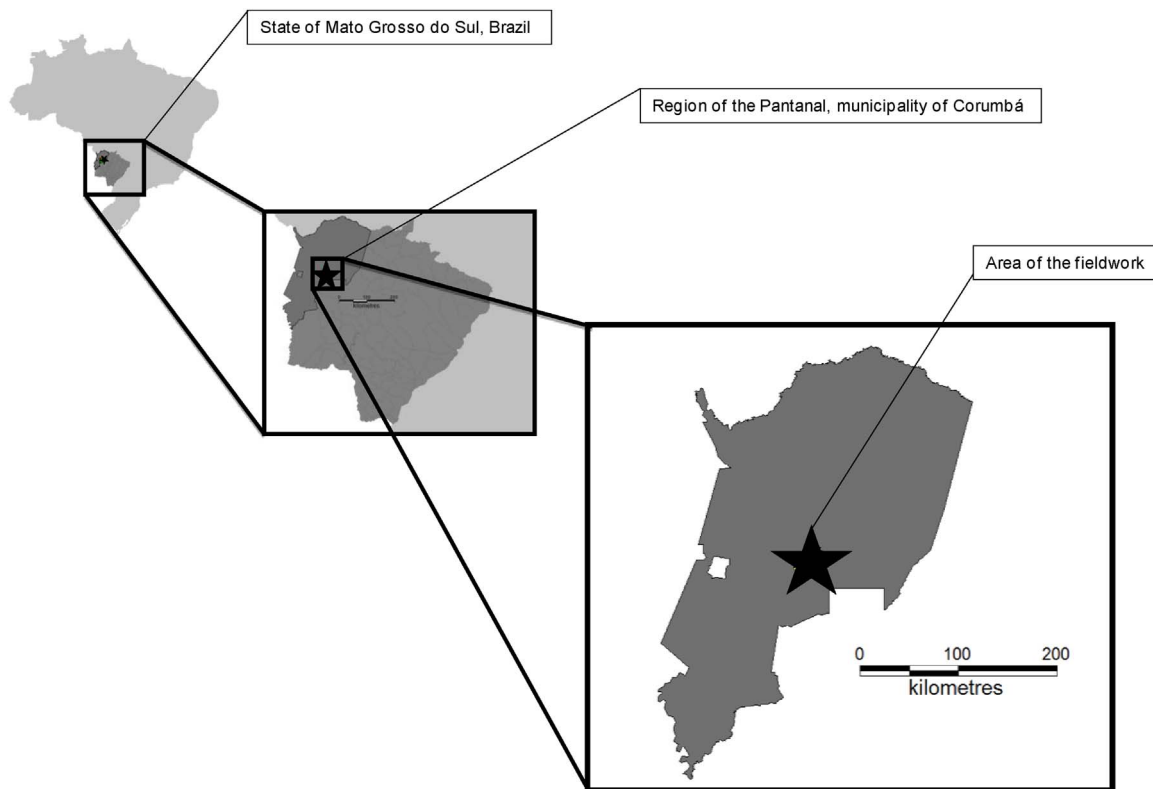 State of Mato Grosso do Sul, Brazil
Region of the Pantanal, municipality of Corumbá
Area of the fieldwork
kilometres
0 100 200
kilometres